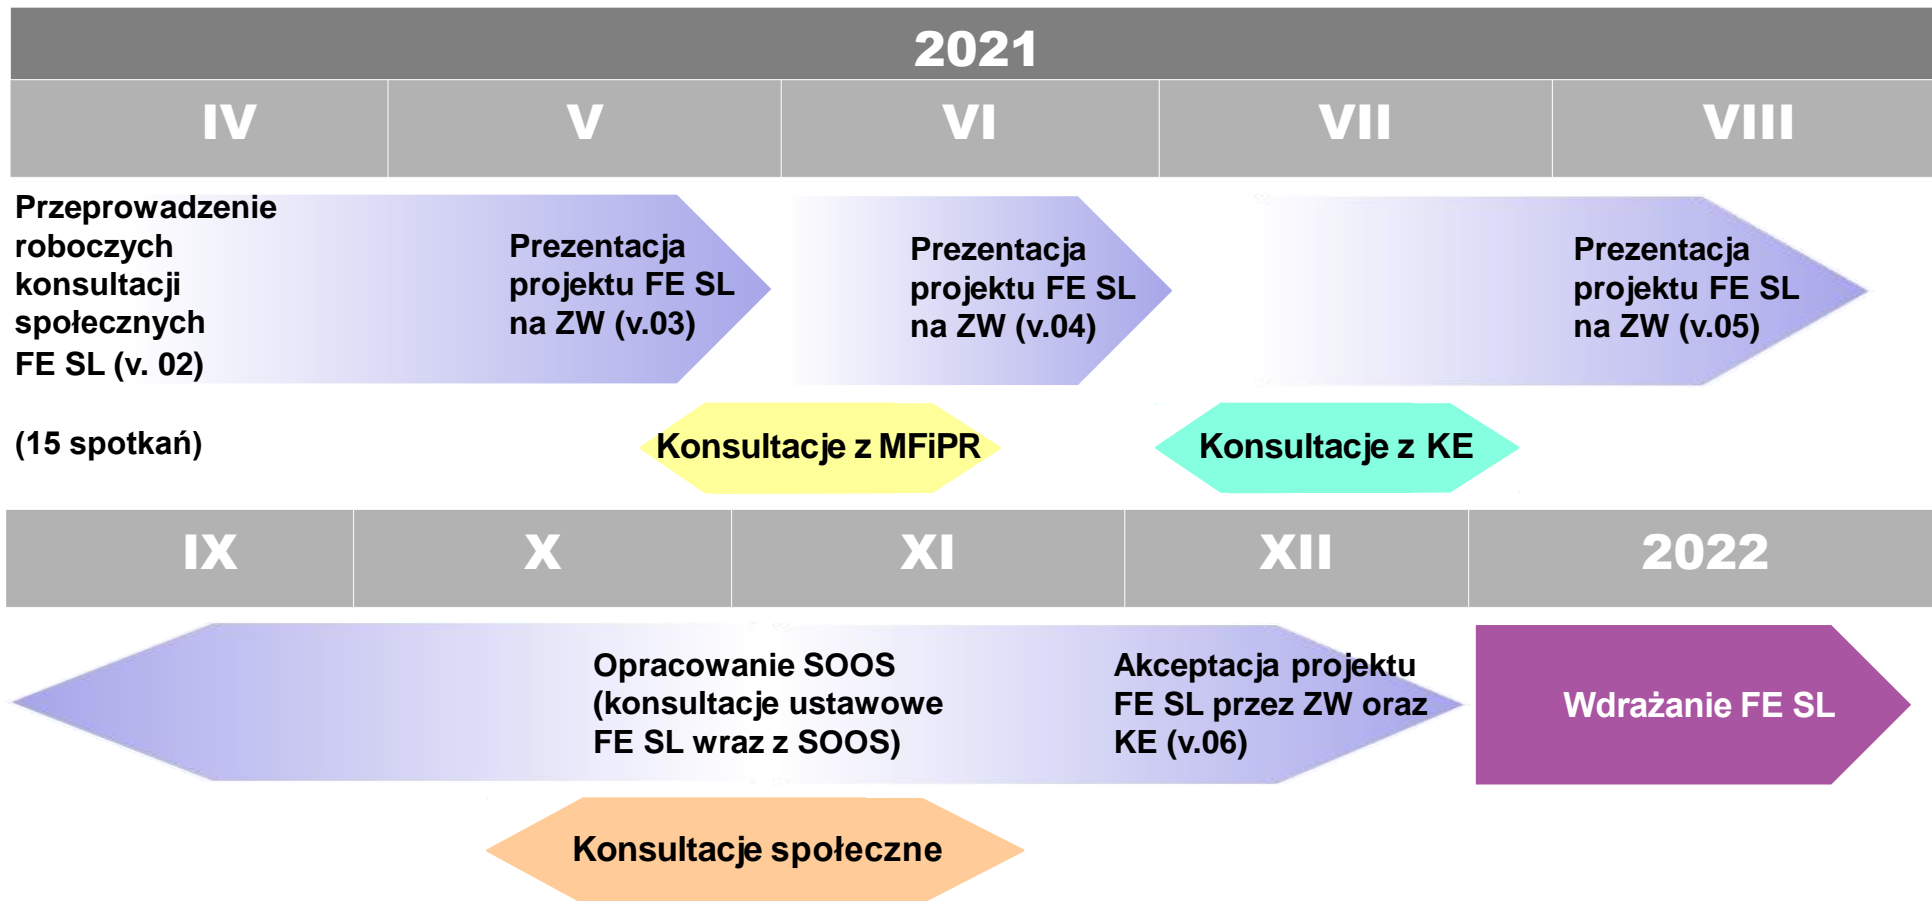 2021
IV V VI VII VIII
Przeprowadzenie
roboczych
konsultacji
społecznych
FE SL (v. 02)
(15 spotkań)
Prezentacja
projektu FE SL
na ZW (v.03)
Prezentacja
projektu FE SL
na ZW (v.04)
Prezentacja
projektu FE SL
na ZW (v.05)
Konsultacje z MFiPR
Konsultacje z KE
IX X XI XII 2022
Opracowanie SOOS
(konsultacje ustawowe
FE SL wraz z SOOS)
Akceptacja projektu
FE SL przez ZW oraz
KE (v.06)
Wdrażanie FE SL
Konsultacje społeczne